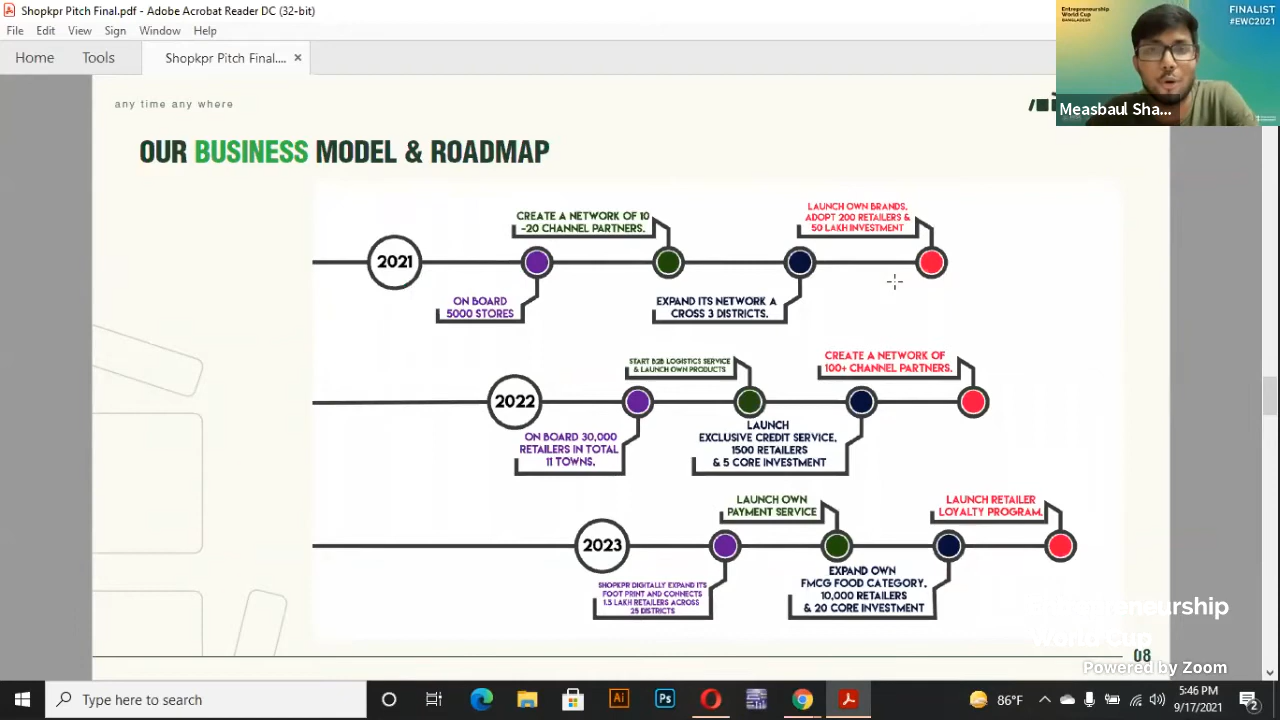 Shopkpr Pitch Final.pdf - Adobe Acrobat Reader DC (32-bit)
File Edit View Sign Window Help
Home Tools Shopkpr Pitch Final.... ×
Entrepreneurship
World Cup
BANGLADESH
FINALIST
#EWC2021
Measbaul Sha...
any time any where
OUR BUSINESS MODEL & ROADMAP
2021
ON BOARD
5000 STORES
CREATE A NETWORK OF 10
-20 CHANNEL PARTNERS.
EXPAND ITS NETWORK A
CROSS 3 DISTRICTS.
LAUNCH OWN BRANDS,
ADOPT 200 RETAILERS &
50 LAKH INVESTMENT
2022
ON BOARD 30,000
RETAILERS IN TOTAL
11 TOWNS.
START B2B LOGISTICS SERVICE
& LAUNCH OWN PRODUCTS
LAUNCH
EXCLUSIVE CREDIT SERVICE,
1500 RETAILERS
& 5 CORE INVESTMENT
CREATE A NETWORK OF
100+ CHANNEL PARTNERS.
2023
SHOPKPR DIGITALLY EXPAND ITS
FOOT PRINT AND CONNECTS
1.5 LAKH RETAILERS ACROSS
25 DISTRICTS
LAUNCH OWN
PAYMENT SERVICE
EXPAND OWN
FMCG FOOD CATEGORY,
10,000 RETAILERS
& 20 CORE INVESTMENT
LAUNCH RETAILER
LOYALTY PROGRAM.
Entrepreneurship
World Cup
08
Powered by Zoom
Type here to search
Ai
Ps
86°F
5:46 PM
9/17/2021
2